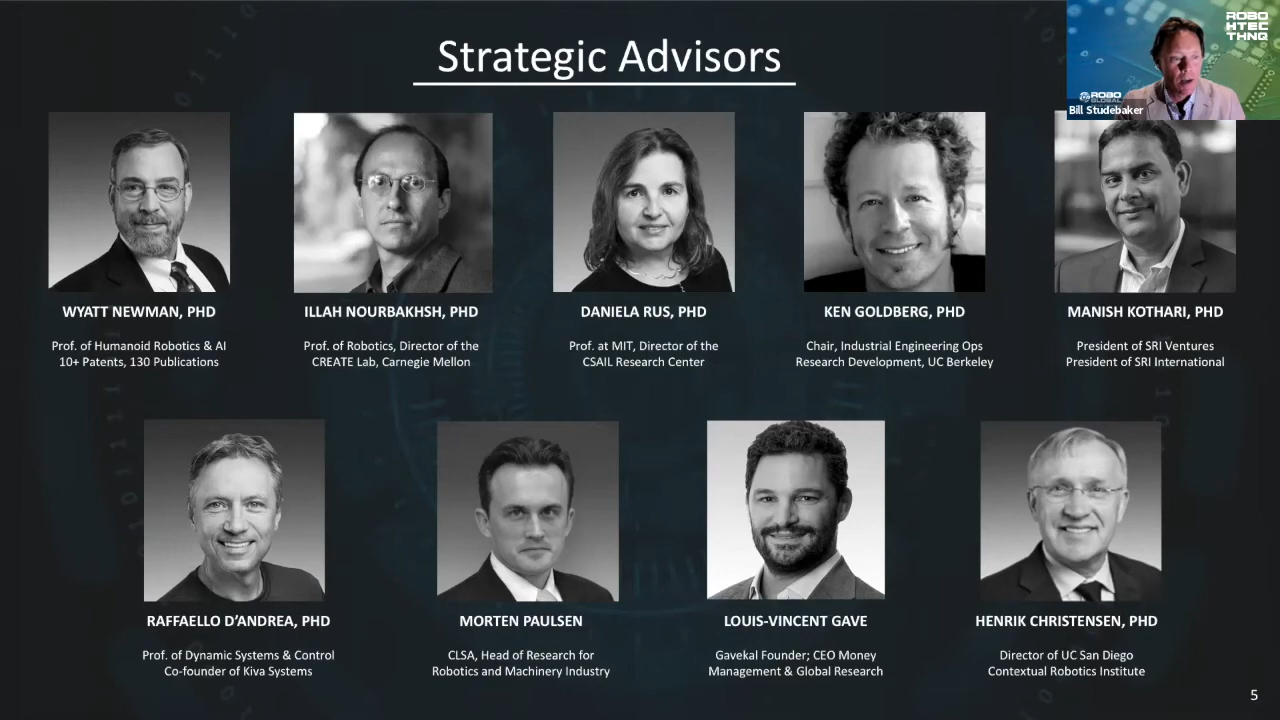 Strategic Advisors
ROBO
HTEC
THNQ
ROBO
GLOBAL
Bill Studebaker
WYATT NEWMAN, PHD
Prof. of Humanoid Robotics & AI
10+ Patents, 130 Publications
ILLAH NOURBAKHSH, PHD
Prof. of Robotics, Director of the
CREATE Lab, Carnegie Mellon
DANIELA RUS, PHD
Prof. at MIT, Director of the
CSAIL Research Center
KEN GOLDBERG, PHD
Chair, Industrial Engineering Ops
Research Development, UC Berkeley
MANISH KOTHARI, PHD
President of SRI Ventures
President of SRI International
RAFFAELLO D’ANDREA, PHD
Prof. of Dynamic Systems & Control
Co-founder of Kiva Systems
MORTEN PAULSEN
CLSA, Head of Research for
Robotics and Machinery Industry
LOUIS-VINCENT GAVE
Gavekal Founder; CEO Money
Management & Global Research
HENRIK CHRISTENSEN, PHD
Director of UC San Diego
Contextual Robotics Institute
5